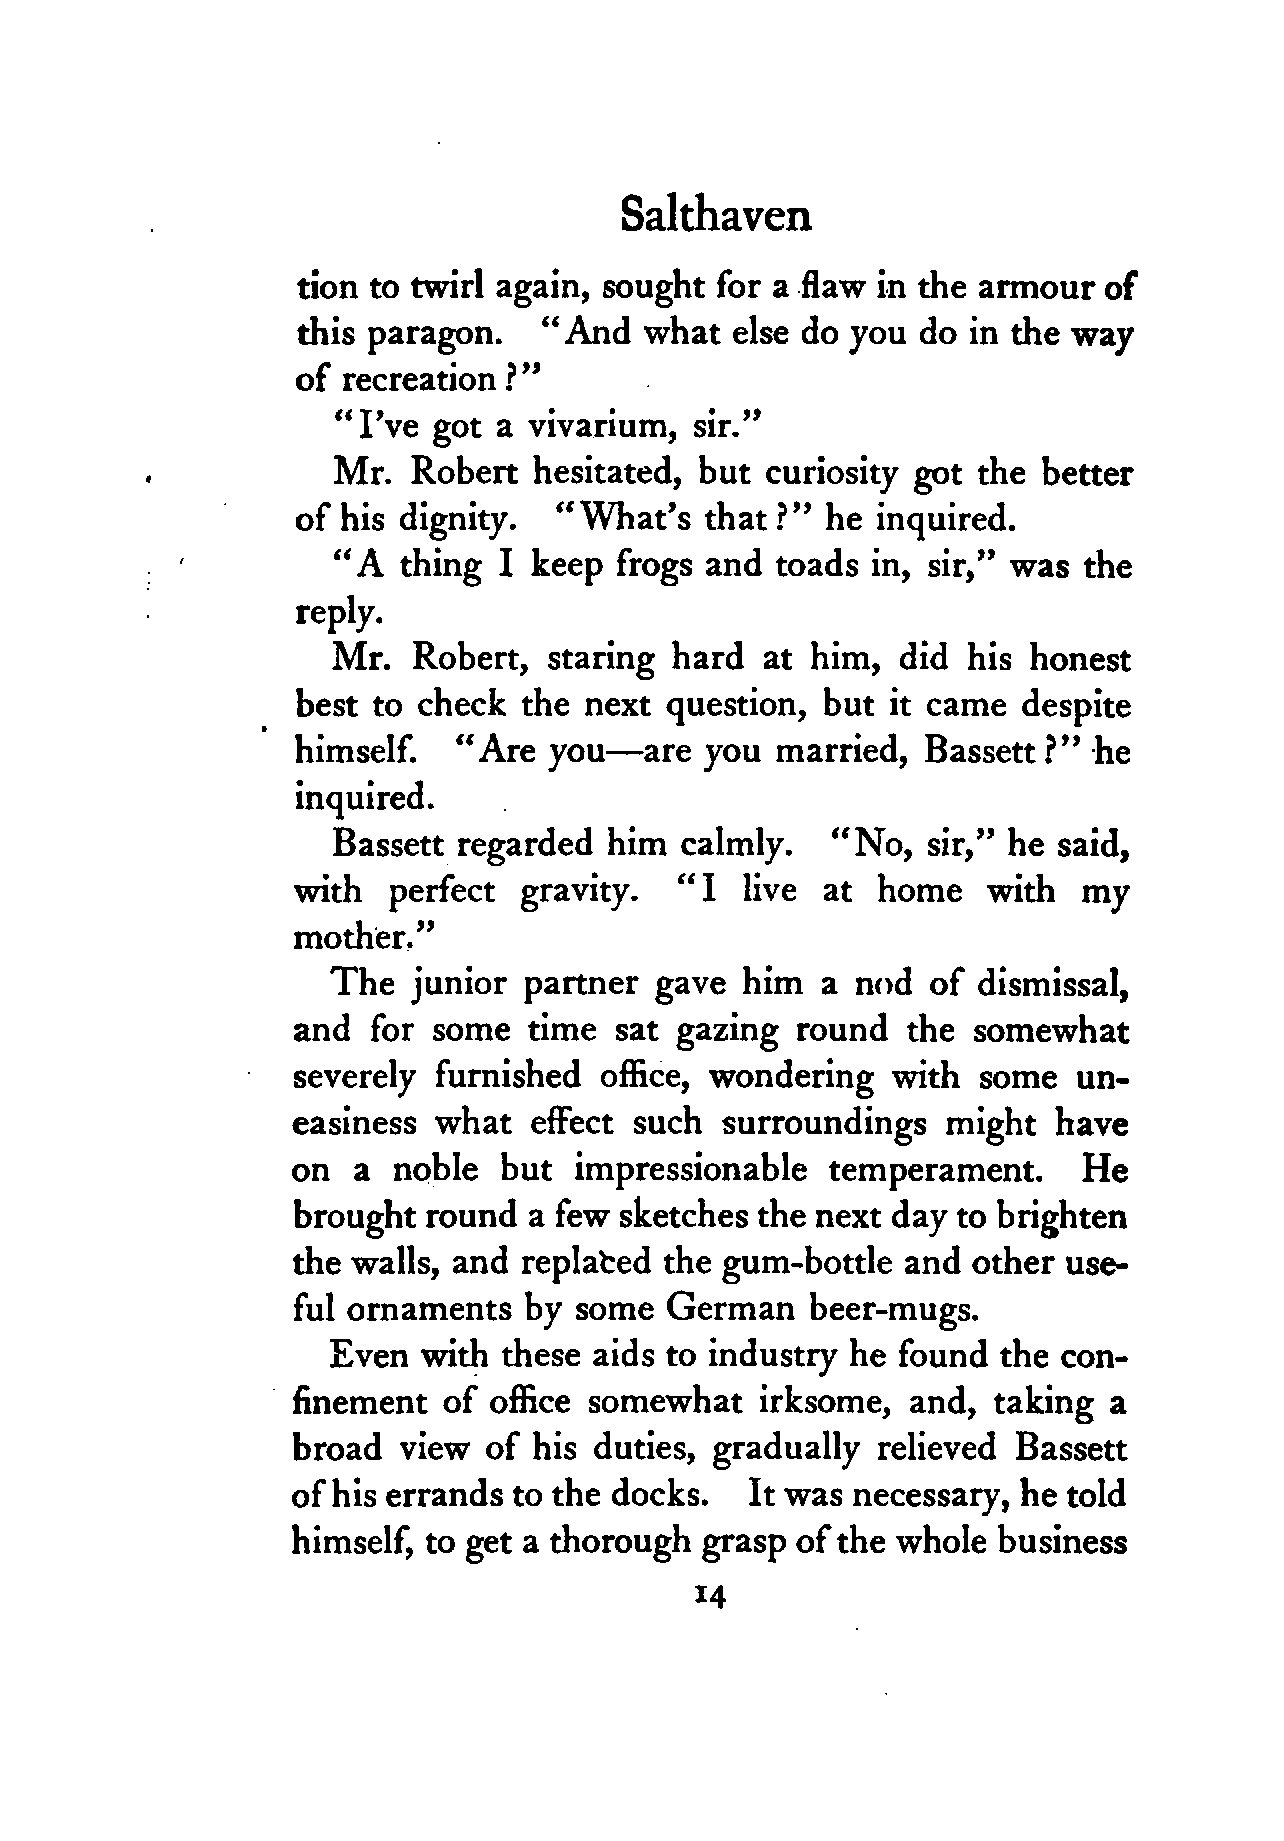 Salthaven
tion to twirl again, sought for a flaw in the armour of
this paragon. "And what else do you do in the way
of recreation?"
"I've got a vivarium, sir."
Mr. Robert hesitated, but curiosity got the better
of his dignity. "What's that?" he inquired.
"A thing I keep frogs and toads in, sir," was the
reply.
Mr. Robert, staring hard at him, did his honest
best to check the next question, but it came despite
himself. "Are you—are you married, Bassett?" he
inquired.
Bassett regarded him calmly. "No, sir," he said,
with perfect gravity. "I live at home with my
mother."
The junior partner gave him a nod of dismissal,
and for some time sat gazing round the somewhat
severely furnished office, wondering with some un-
easiness what effect such surroundings might have
on a noble but impressionable temperament. He
brought round a few sketches the next day to brighten
the walls, and replaced the gum-bottle and other use-
ful ornaments by some German beer-mugs.
Even with these aids to industry he found the con-
finement of office somewhat irksome, and, taking a
broad view of his duties, gradually relieved Bassett
of his errands to the docks. It was necessary, he told
himself, to get a thorough grasp of the whole business
14